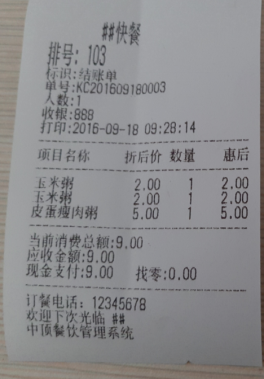 ##快餐
排号: 103
标识:结账单
单号:KC201609180003
人数:1
收银:888
打印:2016-09-18 09:28:14
项目名称 折后价 数量 惠后
玉米粥 2.00 1 2.00
玉米粥 2.00 1 2.00
皮蛋瘦肉粥 5.00 1 5.00
当前消费总额:9.00
应收金额:9.00
现金支付:9.00 找零:0.00
订餐电话: 12345678
欢迎下次光临 ##
中顶餐饮管理系统